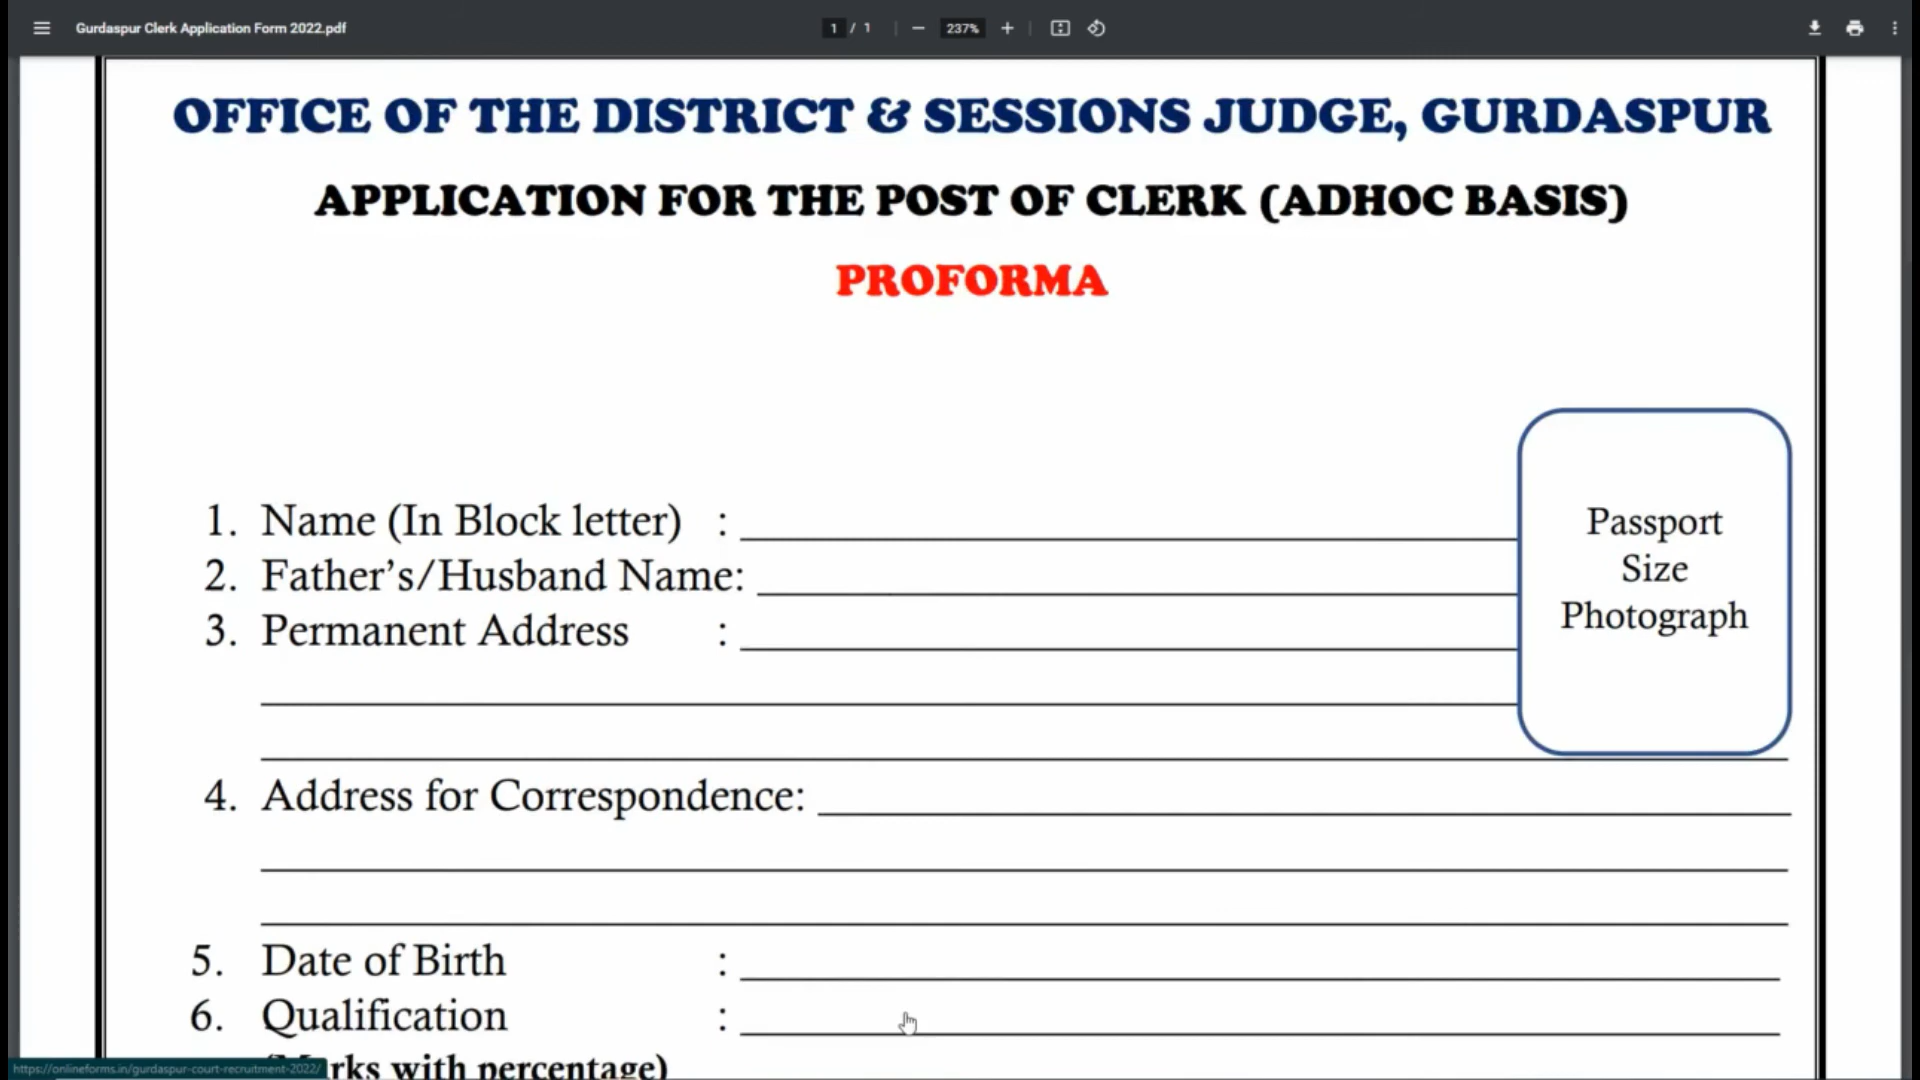 Gurdaspur Clerk Application Form 2022.pdf
1 / 1
237%
OFFICE OF THE DISTRICT & SESSIONS JUDGE, GURDASPUR
APPLICATION FOR THE POST OF CLERK (ADHOC BASIS)
PROFORMA
Passport
Size
Photograph
1. Name (In Block letter) :
2. Father's/Husband Name:
3. Permanent Address :
4. Address for Correspondence:
5. Date of Birth :
6. Qualification :
with percentage)
https://onlineforms.in/gurdaspur-court-recruitment-2022/